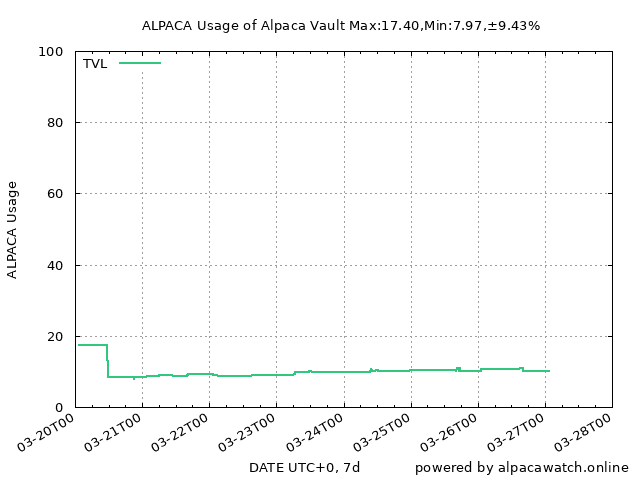 ALPACA Usage of Alpaca Vault Max:17.40,Min:7.97,±9.43%
TVL
100
80
60
40
20
0
ALPACA Usage
03-20T00
03-21T00
03-22T00
03-23T00
03-24T00
03-25T00
03-26T00
03-27T00
03-28T00
DATE UTC+0, 7d
powered by alpacawatch.online